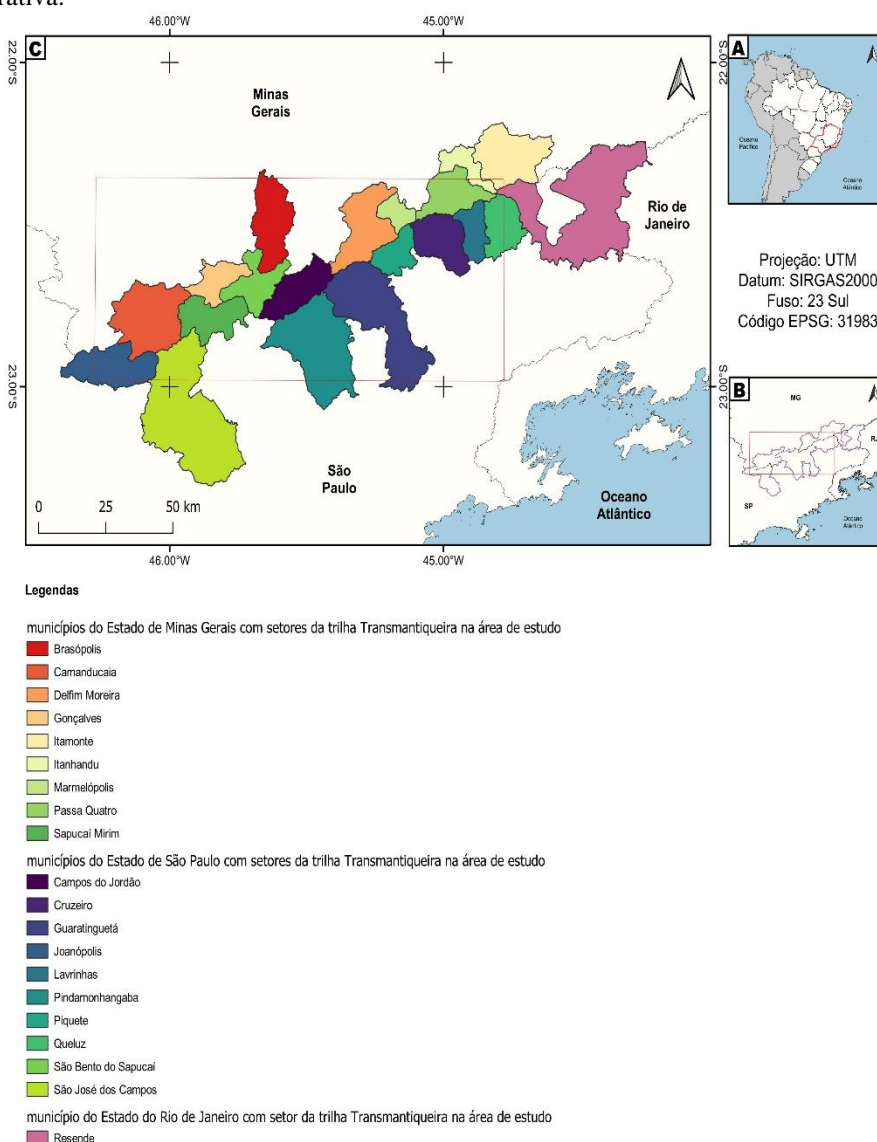 rativa.
46.00°W 45.00°W
C
22.00°S
22.00°S
Minas
Gerais
Rio de
Janeiro
23.00°S
23.00°S
São
Paulo
0 25 50 km
Oceano
Atlântico
46.00°W 45.00°W
A
Oceano
Pacífico
Oceano
Atlântico
Projeção: UTM
Datum: SIRGAS2000
Fuso: 23 Sul
Código EPSG: 31983
B
MG
SP
Oceano
Atlântico
Legendas
municípios do Estado de Minas Gerais com setores da trilha Transmantiqueira na área de estudo
Brasópolis
Camanducaia
Delfim Moreira
Gonçalves
Itamonte
Itanhandu
Marmelópolis
Passa Quatro
Sapucaí Mirim
municípios do Estado de São Paulo com setores da trilha Transmantiqueira na área de estudo
Campos do Jordão
Cruzeiro
Guaratinguetá
Joanópolis
Lavrinhas
Pindamonhangaba
Piquete
Queluz
São Bento do Sapucaí
São José dos Campos
município do Estado do Rio de Janeiro com setor da trilha Transmantiqueira na área de estudo
Resende